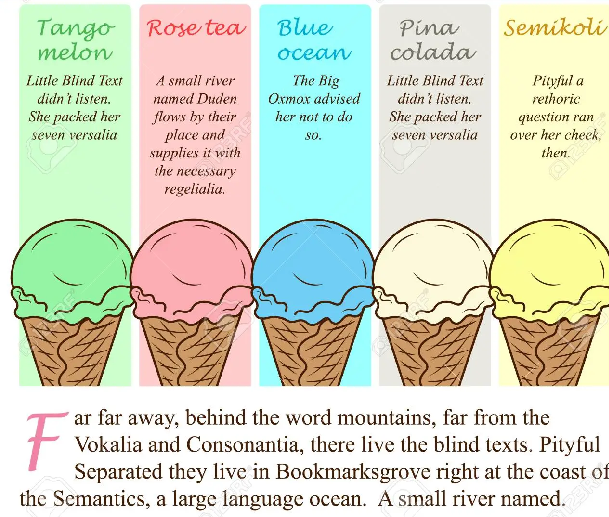 Tango
melon
Little Blind Text
didn't listen.
She packed her
seven versalia
Rose tea
A small river
named Duden
flows by their
place and
supplies it with
the necessary
regelialia.
Blue
ocean
The Big
Oxmox advised
her not to do
so.
Pina
colada
Little Blind Text
didn't listen.
She packed her
seven versalia
Semikoli
Pityful a
rethoric
question ran
over her cheek,
then.
Far far away, behind the word mountains, far from the
Vokalia and Consonantia, there live the blind texts. Pityful
Separated they live in Bookmarksgrove right at the coast of
the Semantics, a large language ocean. A small river named.